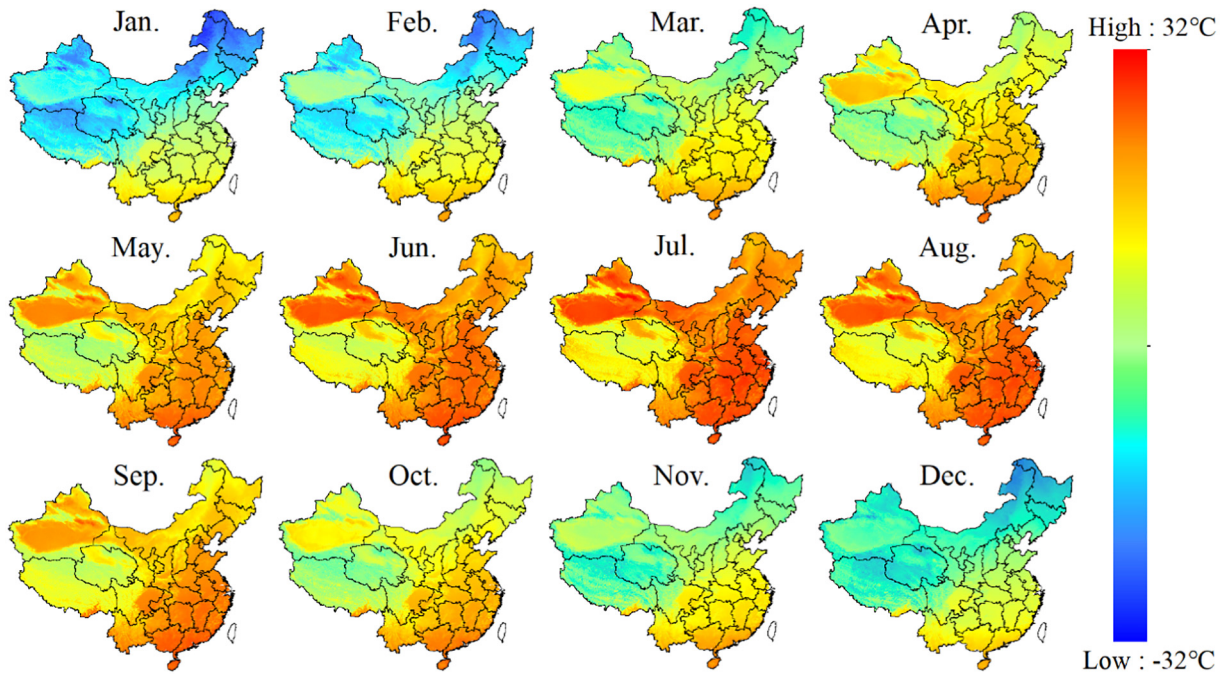 Jan.
Feb.
Mar.
Apr.
High : 32℃
May.
Jun.
Jul.
Aug.
Sep.
Oct.
Nov.
Dec.
Low : -32℃